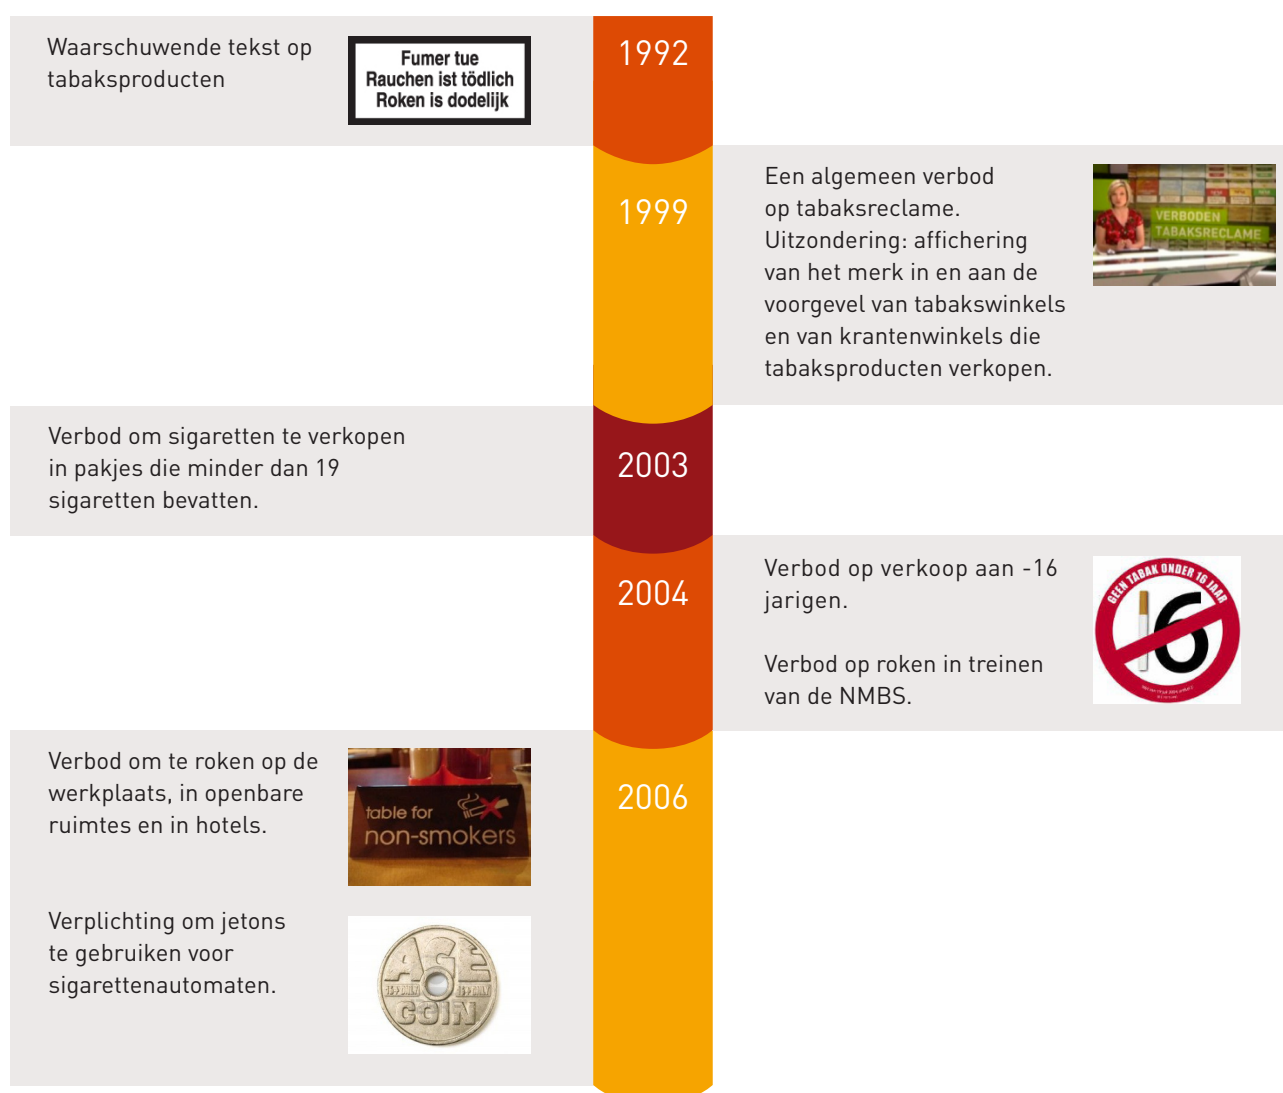 Waarschuwende tekst op
tabaksproducten
Fumer tue
Rauchen ist tödlich
Roken is dodelijk
1992
1999
Een algemeen verbod
op tabaksreclame.
Uitzondering: affichering
van het merk in en aan de
voorgevel van tabakswinkels
en van krantenwinkels die
tabaksproducten verkopen.
VERBODEN
TABAKSRECLAME
Verbod om sigaretten te verkopen
in pakjes die minder dan 19
sigaretten bevatten.
2003
2004
Verbod op verkoop aan -16
jarigen.
Verbod op roken in treinen
van de NMBS.
GEEN TABAK ONDER 16 JAAR
16
Verbod om te roken op de
werkplaats, in openbare
ruimtes en in hotels.
table for
non-smokers
2006
Verplichting om jetons
te gebruiken voor
sigarettenautomaten.
AGE
COIN